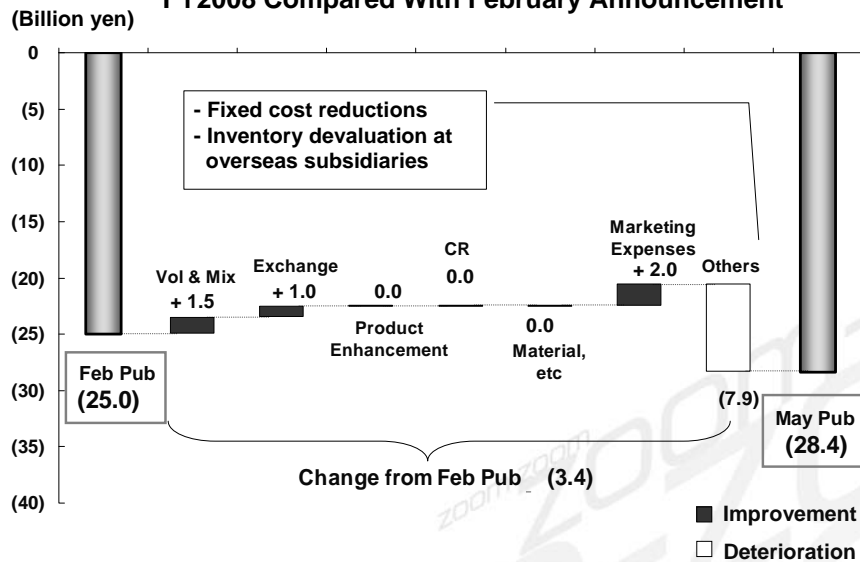 FY2008 Compared With February Announcement
(Billion yen)
0
(5)
(10)
(15)
(20)
(25)
(30)
(35)
(40)
- Fixed cost reductions
- Inventory devaluation at
overseas subsidiaries
Vol & Mix
+ 1.5
Exchange
+ 1.0
0.0
Product
Enhancement
CR
0.0
0.0
Material,
etc
Marketing
Expenses
+ 2.0
Others
(7.9)
Feb Pub
(25.0)
May Pub
(28.4)
Change from Feb Pub (3.4)
zoom-zoom
Improvement
Deterioration